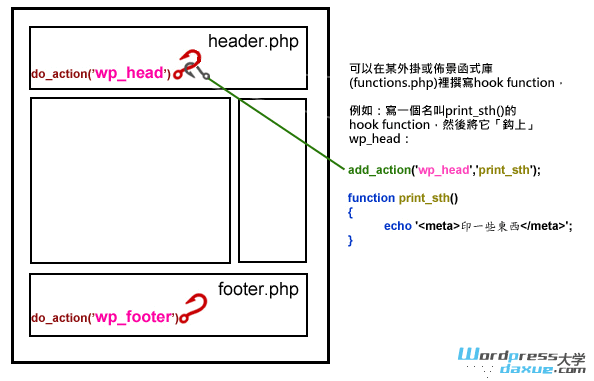 header.php
do_action('wp_head')
可以在某外掛或佈景函式庫
(functions.php)裡撰寫hook function，
例如：寫一個名叫print_sth()的
hook function，然後將它「鉤上」
wp_head：
add_action('wp_head','print_sth');
function print_sth()
{
echo '<meta>印一些東西</meta>';
}
footer.php
do_action('wp_footer')
Wordpress大学
daxue.com